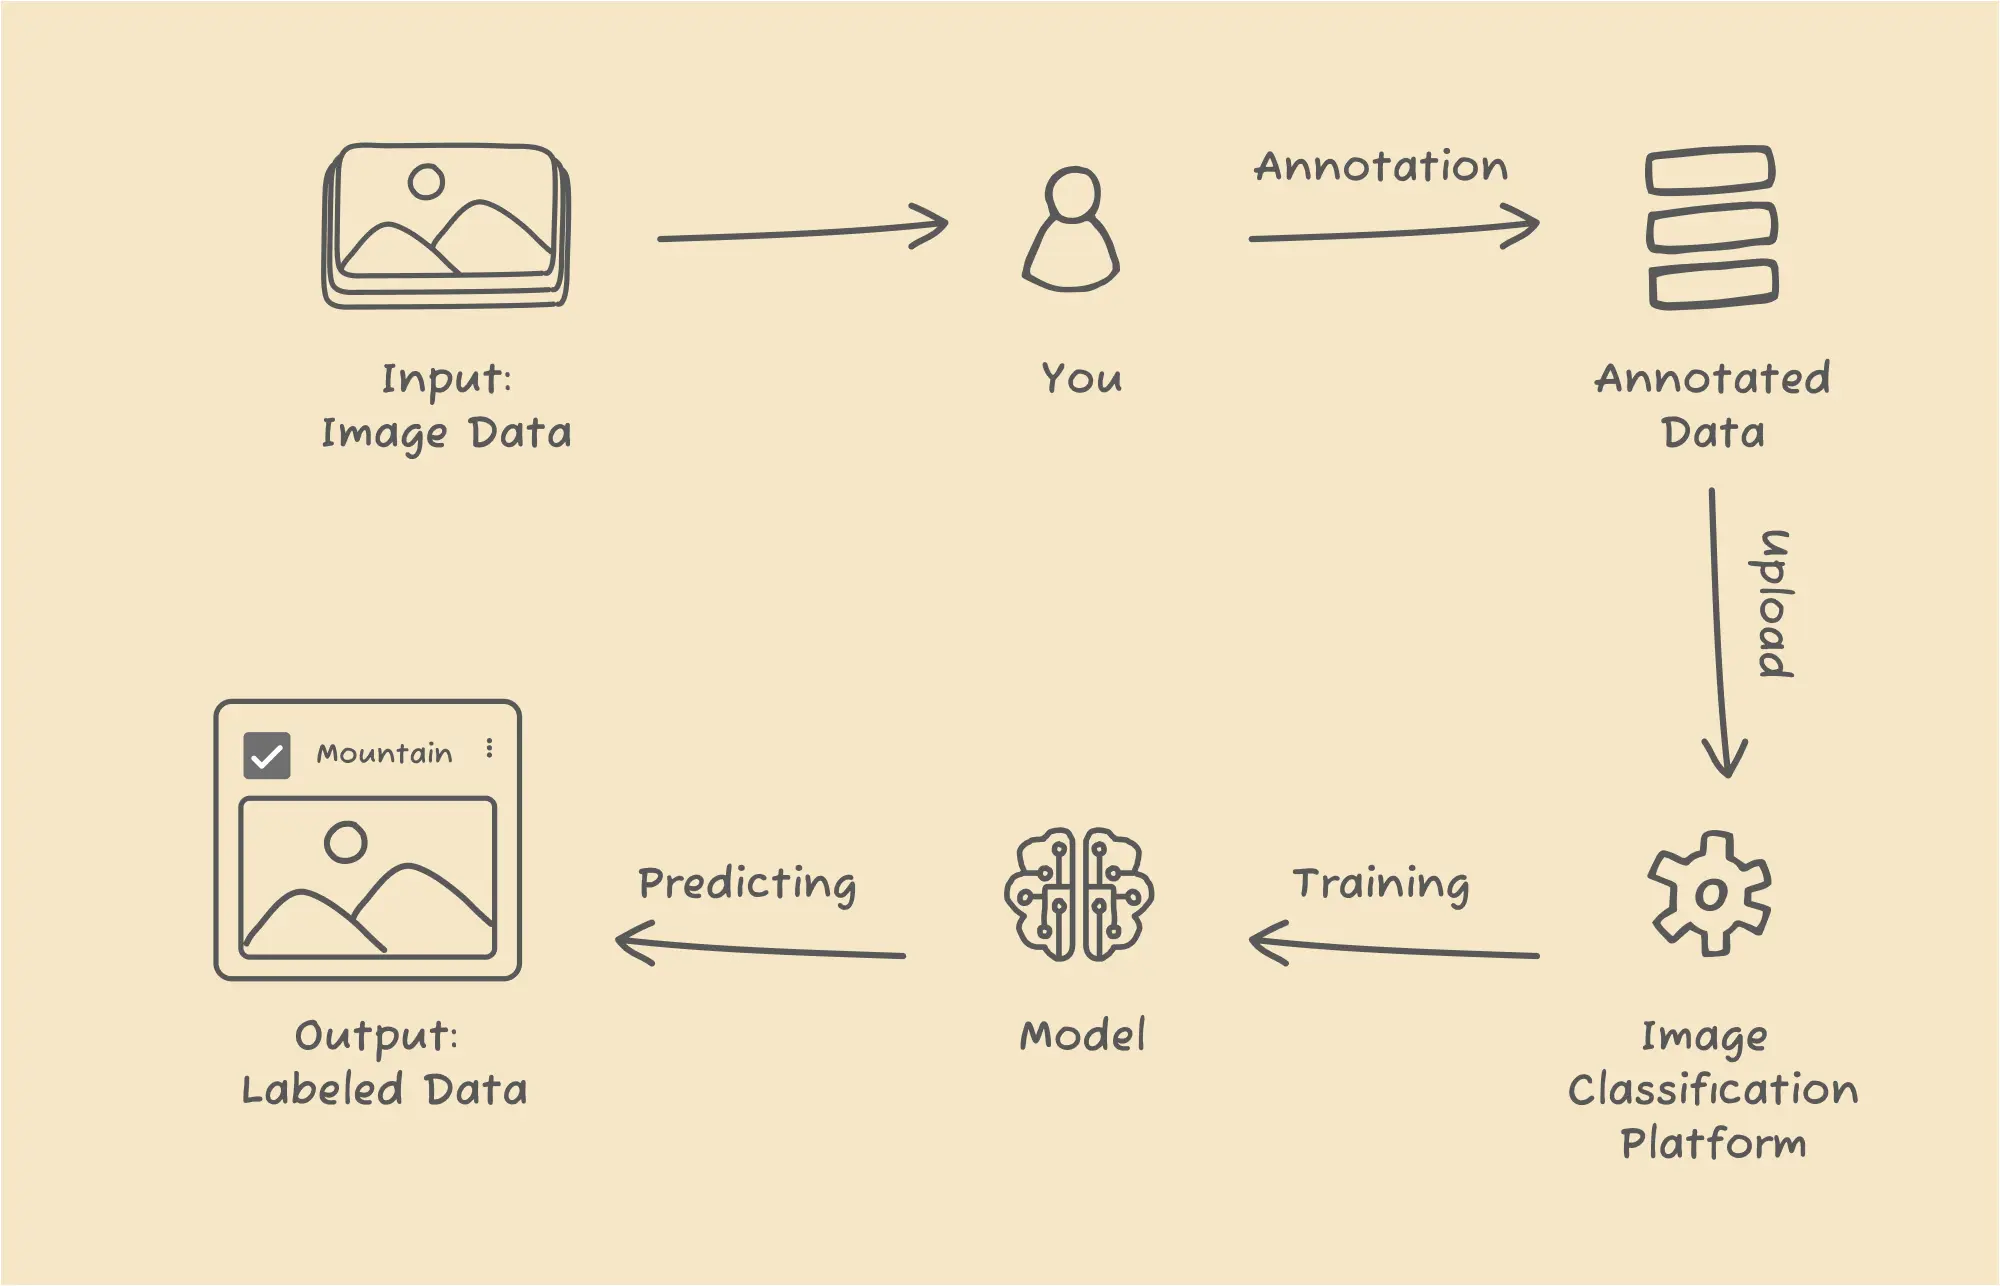 Annotation
Input:
Image Data
You
Annotated
Data
upload
Mountain
Predicting
Training
Output:
Labeled Data
Model
Image
Classification
Platform